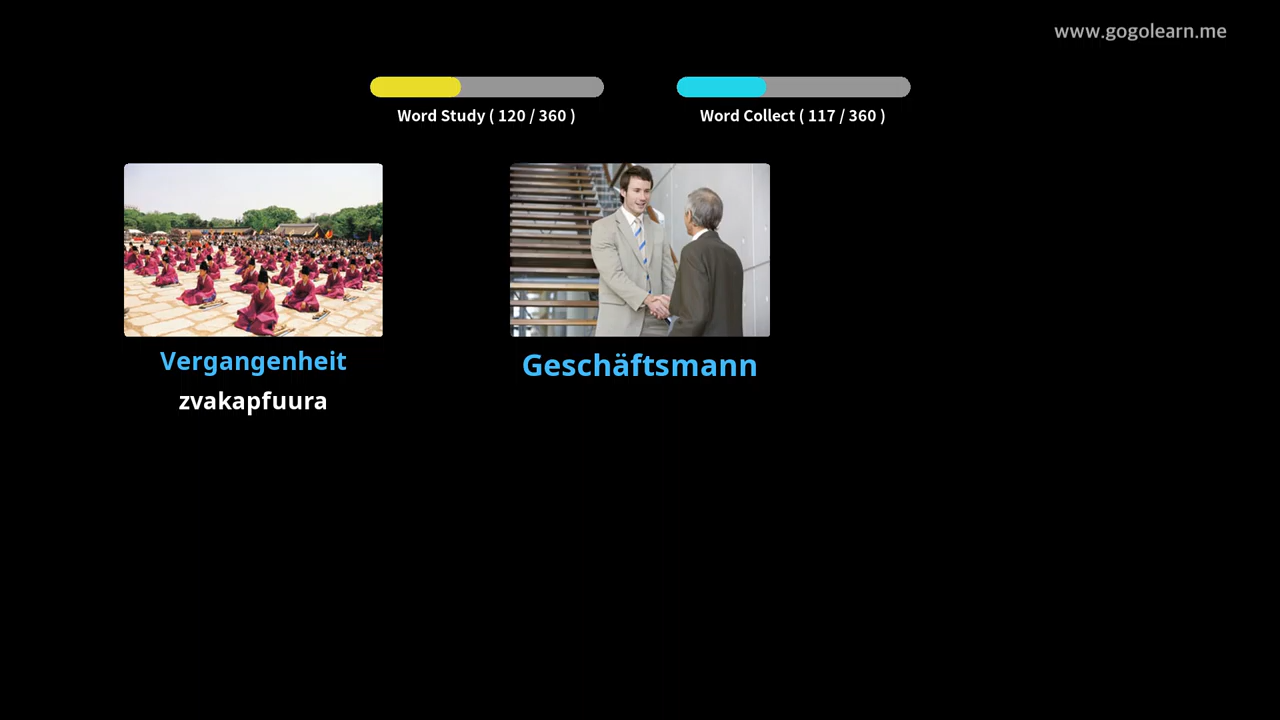 www.gogolearn.me
Word Study ( 120 / 360 )
Word Collect ( 117 / 360 )
Vergangenheit
zvakapfuura
Geschäftsmann